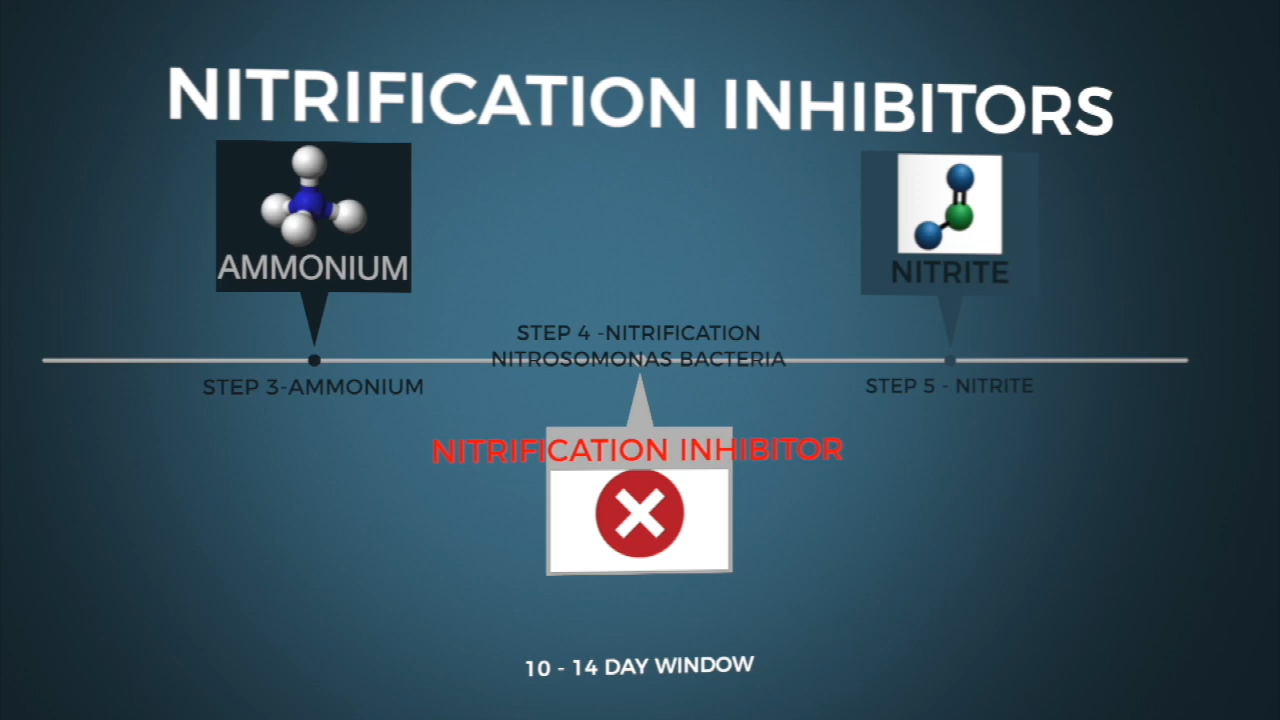 NITRIFICATION INHIBITORS
AMMONIUM
NITRITE
STEP 4 -NITRIFICATION
NITROSOMONAS BACTERIA
STEP 3-AMMONIUM
STEP 5 - NITRITE
NITRIFICATION INHIBITOR
10 - 14 DAY WINDOW